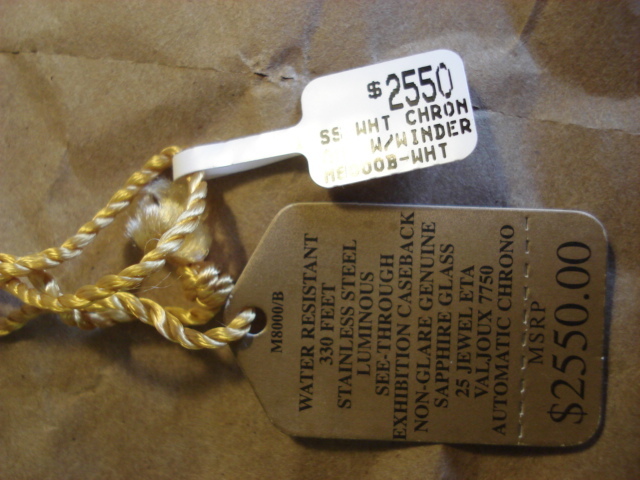 $2550
SS WHT CHRON
W/WINDER
M8000B-WHT
M8000/B
WATER RESISTANT
330 FEET
STAINLESS STEEL
LUMINOUS
SEE-THROUGH
EXHIBITION CASEBACK
NON-GLARE GENUINE
SAPPHIRE GLASS
25 JEWEL ETA
VALJOUX 7750
AUTOMATIC CHRONO
MSRP
$2550.00